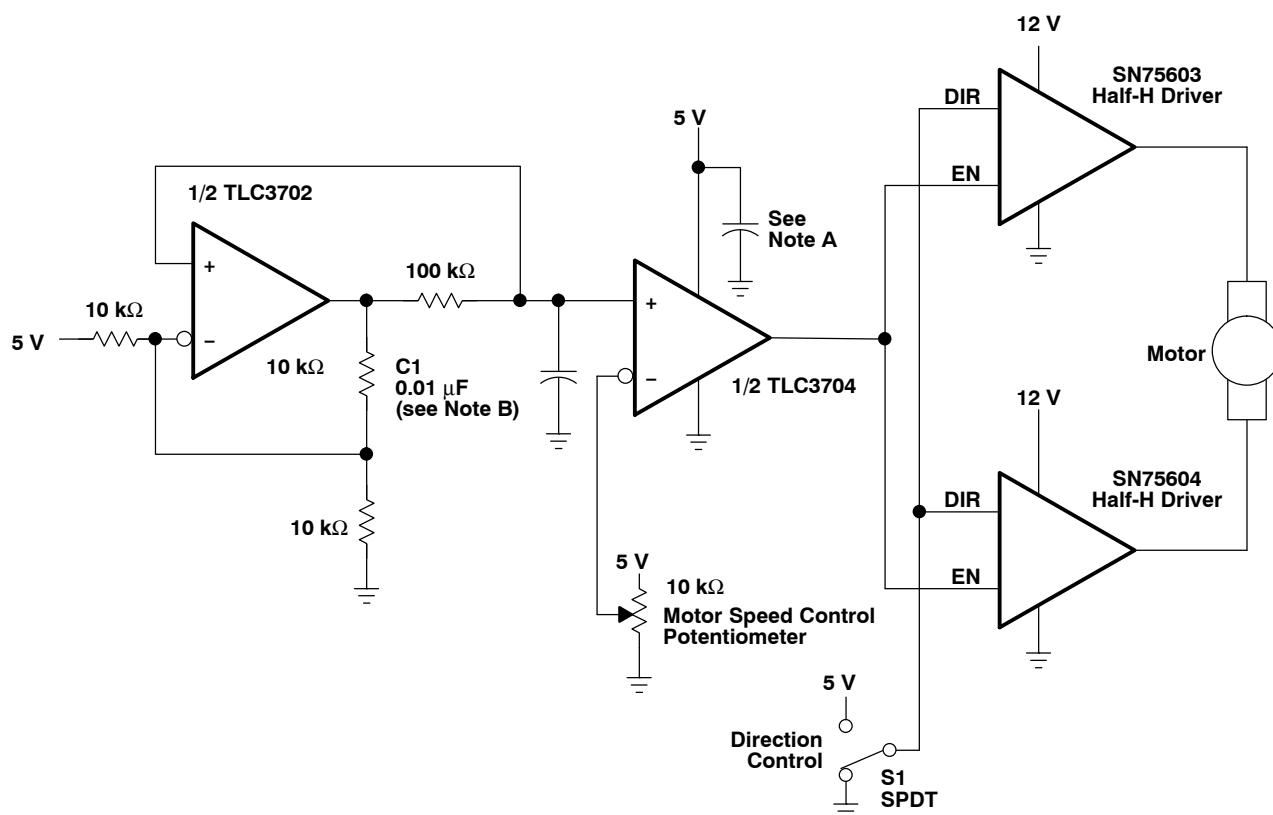 12 V
SN75603
Half-H Driver
DIR
5 V
EN
1/2 TLC3702
See
Note A
+
100 kΩ
+
10 kΩ
5 V
−
10 kΩ
C1
0.01 μF
(see Note B)
−
1/2 TLC3704
Motor
12 V
SN75604
Half-H Driver
DIR
10 kΩ
5 V
10 kΩ
EN
Motor Speed Control
Potentiometer
5 V
Direction
Control
S1
SPDT